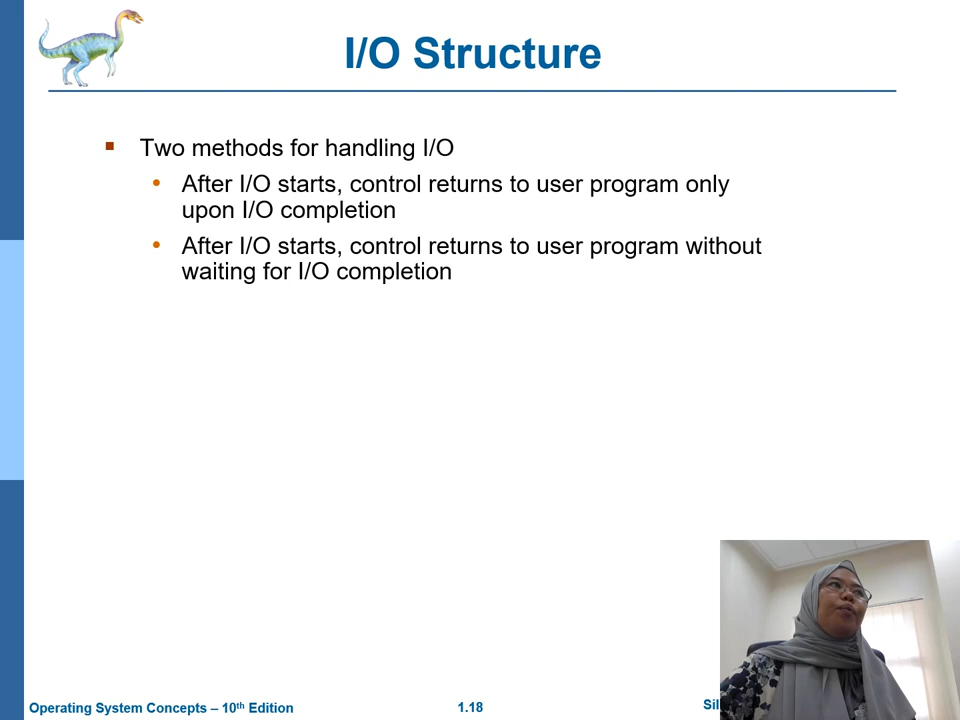 I/O Structure
Two methods for handling I/O
After I/O starts, control returns to user program only
upon I/O completion
After I/O starts, control returns to user program without
waiting for I/O completion
Operating System Concepts – 10th Edition
1.18